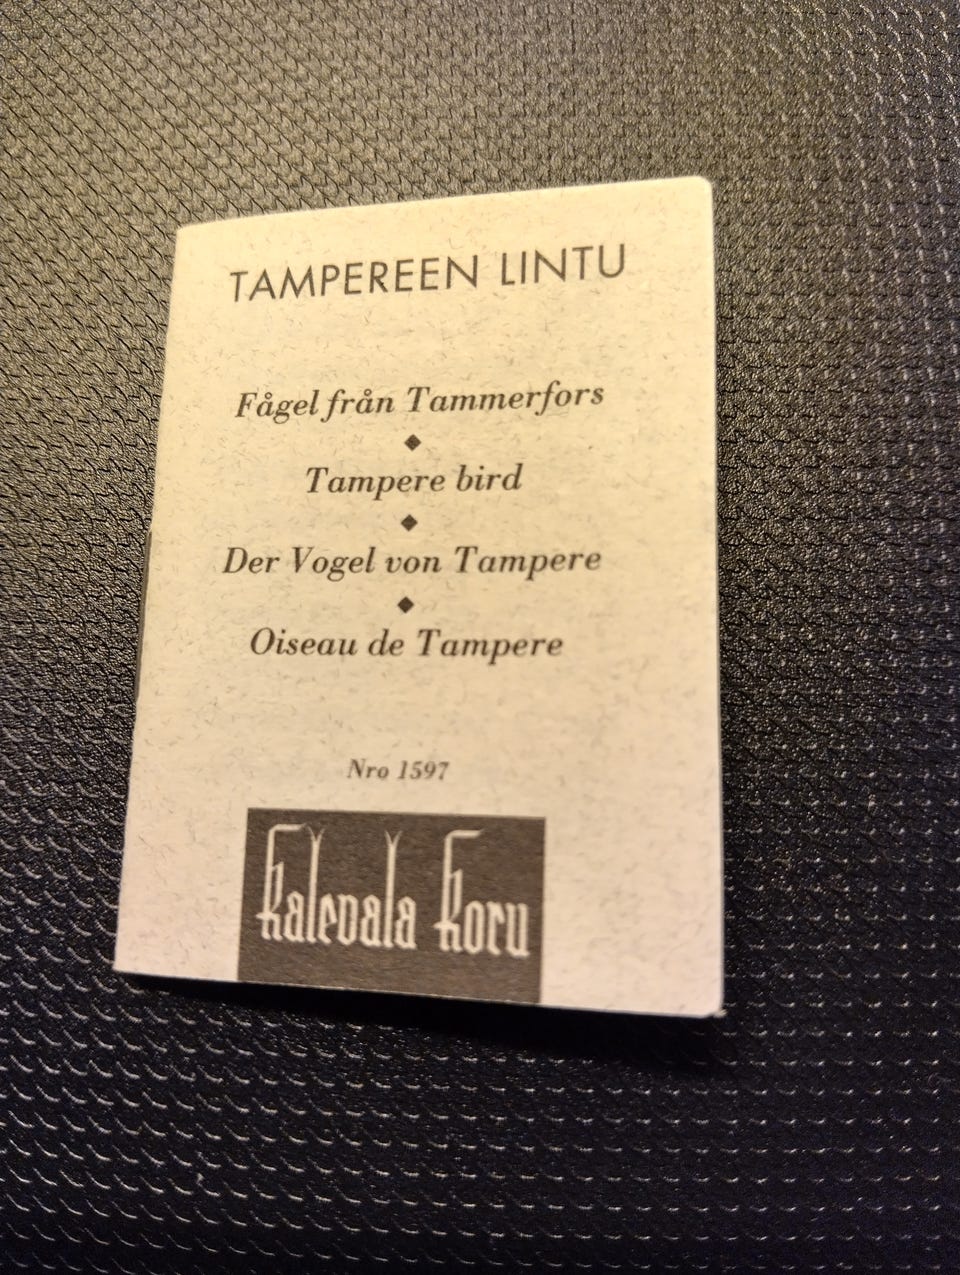 TAMPEREEN LINTU
Fågel från Tammerfors
Tampere bird
Der Vogel von Tampere
Oiseau de Tampere
Nro 1597
Kalevala Koru